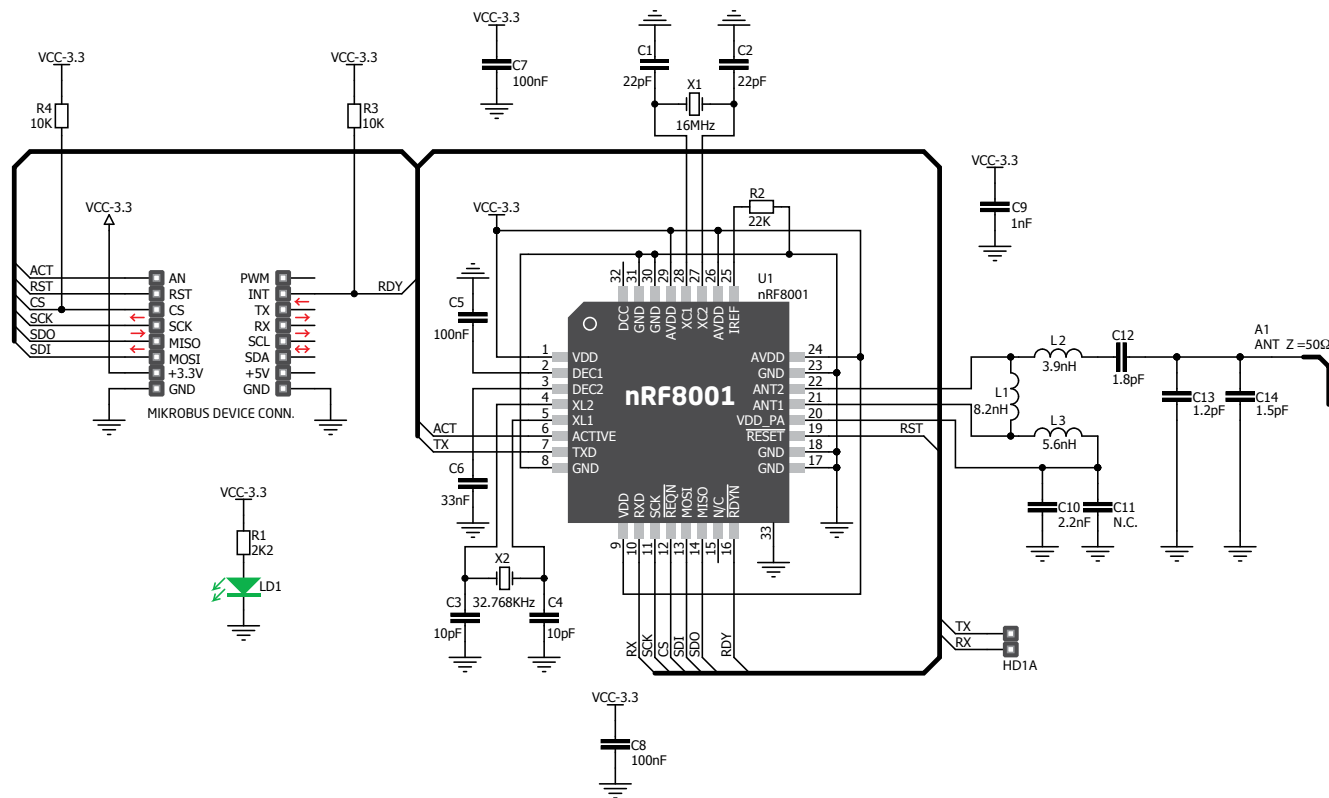 VCC-3.3
C7
100nF
C1
22pF
C2
22pF
X1
16MHz
VCC-3.3
R4
10K
VCC-3.3
R3
10K
VCC-3.3
ACT
RST
CS
SCK
SDO
SDI
AN
RST
CS
SCK
MISO
MOSI
+3.3V
GND
PWM
INT
TX
RX
SCL
SDA
+5V
GND
RDY
MIKROBUS DEVICE CONN.
VCC-3.3
R2
22K
VCC-3.3
C9
1nF
U1
nRF8001
32
31
30
29
28
27
26
25
DCC
GND
GND
AVDD
XC1
XC2
AVDD
IREF
C5
100nF
1
2
3
4
5
6
7
8
VDD
DEC1
DEC2
XL2
XL1
ACTIVE
TXD
GND
nRF8001
AVDD
GND
ANT2
ANT1
VDD_PA
RESET
GND
GND
24
23
22
21
20
19
18
17
ACT
TX
RST
C6
33nF
VDD
RXD
SCK
REQN
MOSI
MISO
N/C
RDYN
9
10
11
12
13
14
15
16
33
L2
3.9nH
C12
1.8pF
A1
ANT Z =50Ω
L1
8.2nH
L3
5.6nH
C13
1.2pF
C14
1.5pF
C10
2.2nF
C11
N.C.
VCC-3.3
R1
2K2
LD1
X2
32.768KHz
C3
10pF
C4
10pF
RX
SCK
CS
SDI
SDO
RDY
TX
RX
HD1A
VCC-3.3
C8
100nF